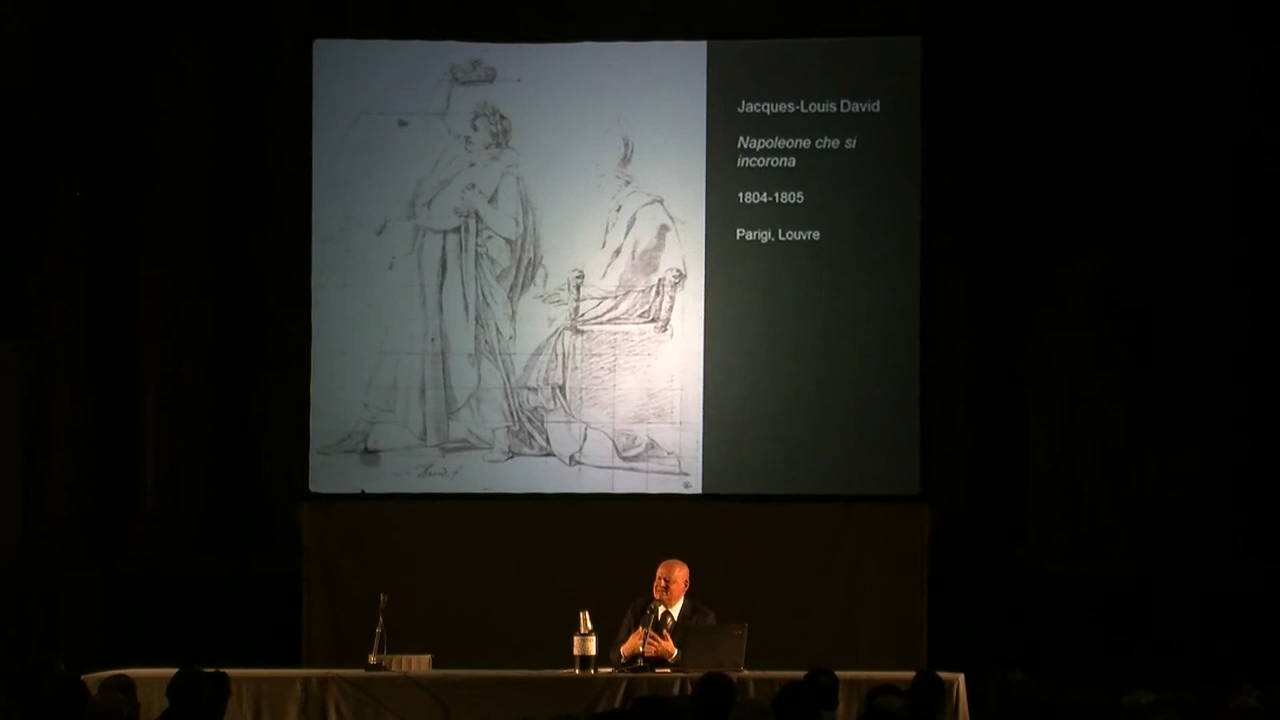 Jacques-Louis David
Napoleone che si
incorona
1804-1805
Parigi, Louvre